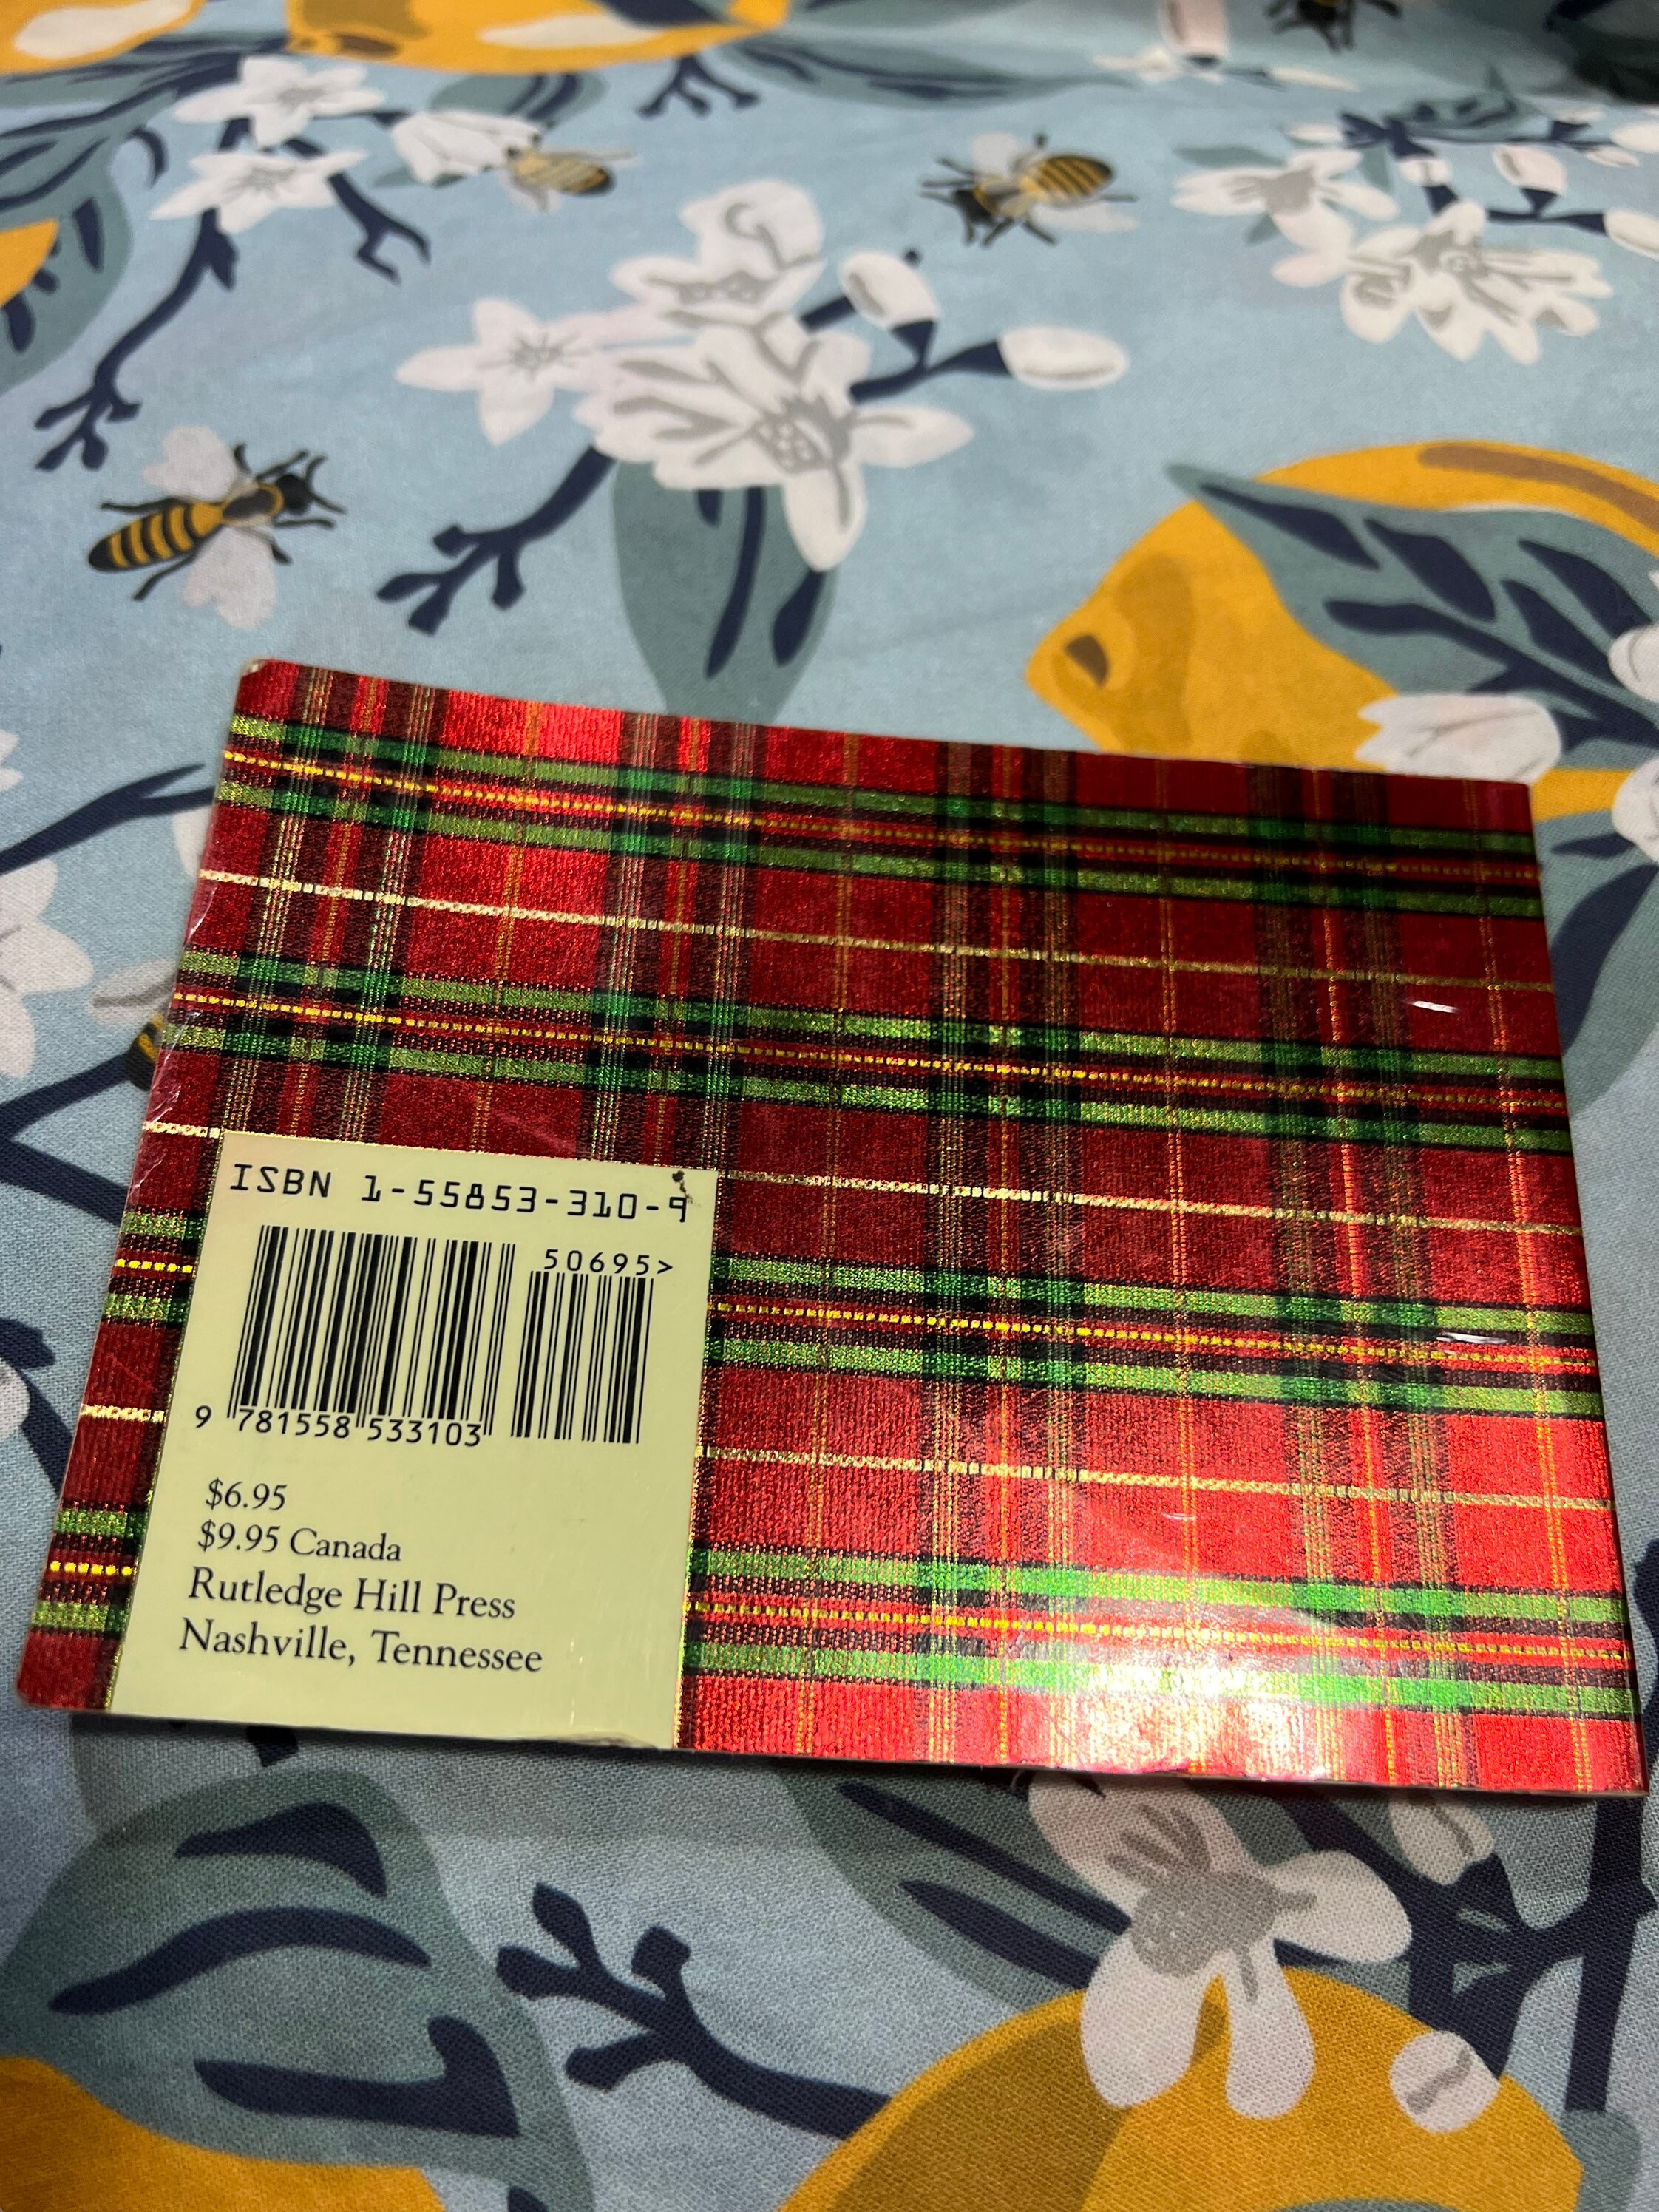 ISBN 1-55853-310-9
50695>
9 781558 533103
$6.95
$9.95 Canada
Rutledge Hill Press
Nashville, Tennessee